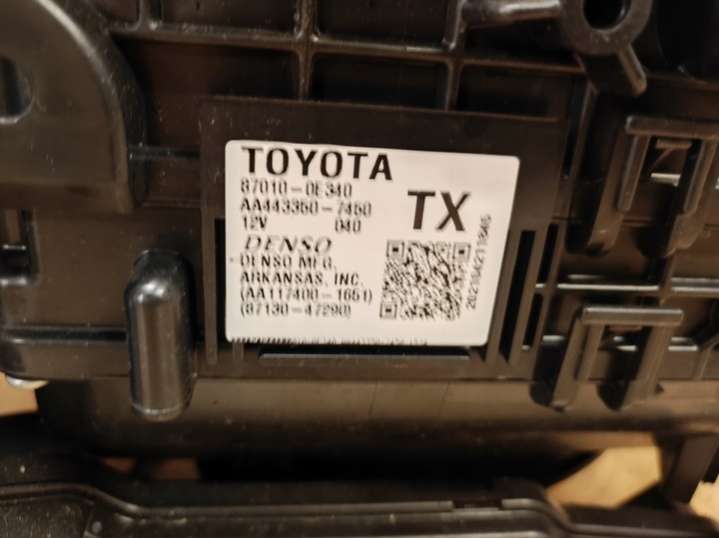 TOYOTA
87010-0E340
AA443350-7450
TX
12V 040
DENSO
DENSO MFG.
ARKANSAS, INC.
(AA117400-1651)
(87130-47290)